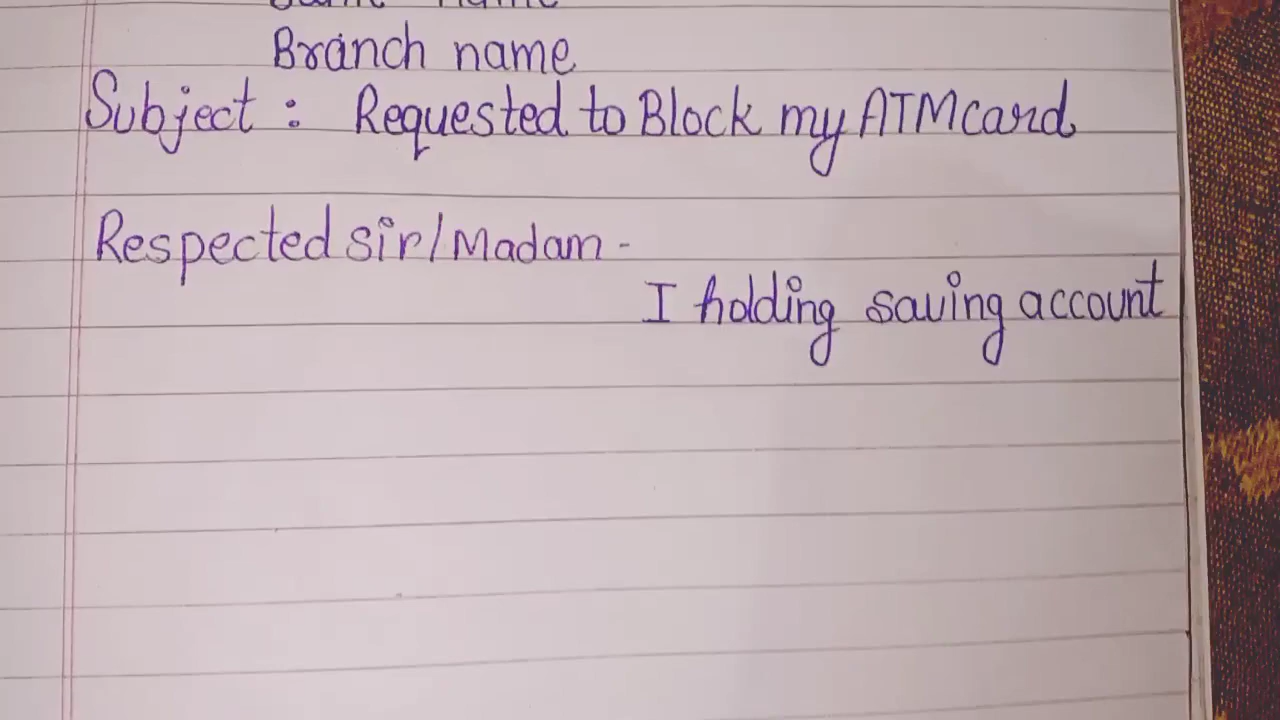 Branch name
Subject : Requested to Block my ATM card
Respected sir/Madam -
I holding saving account